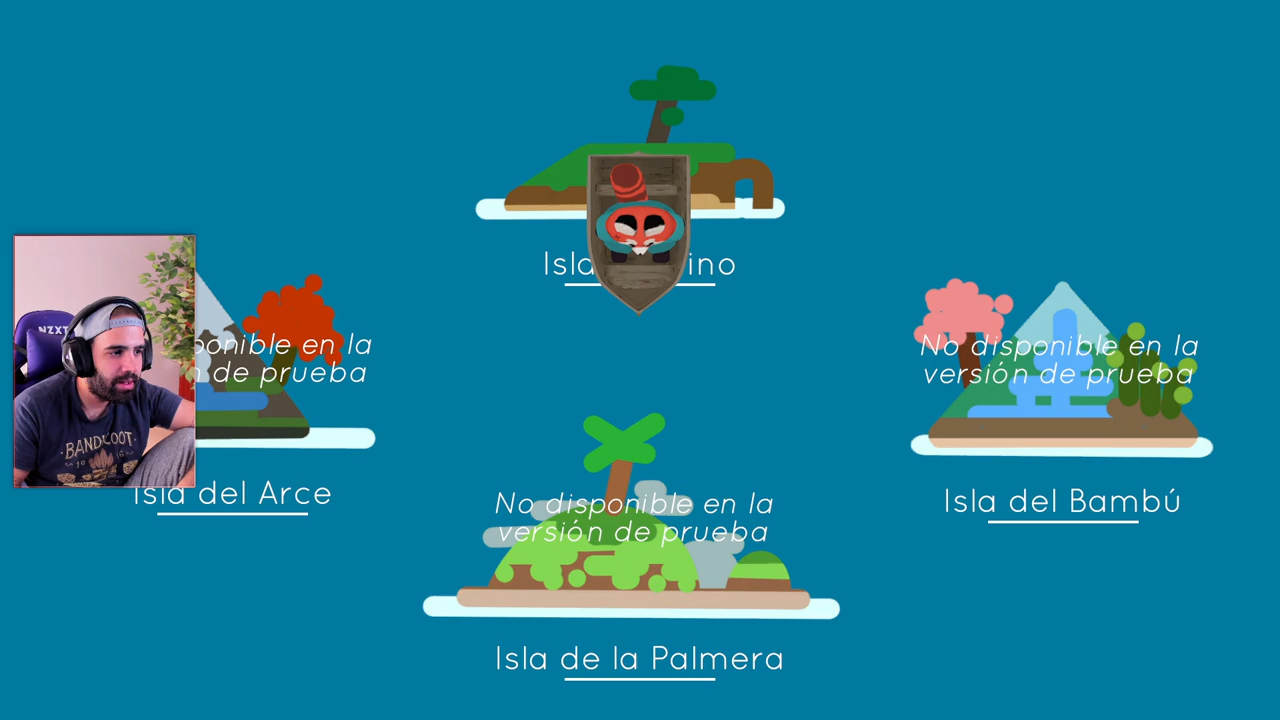 Isla ino
NZXT
ponible en la
n de prueba
BANDICOOT
Isla del Arce
No disponible en la
versión de prueba
Isla del Bambú
No disponible en la
versión de prueba
Isla de la Palmera